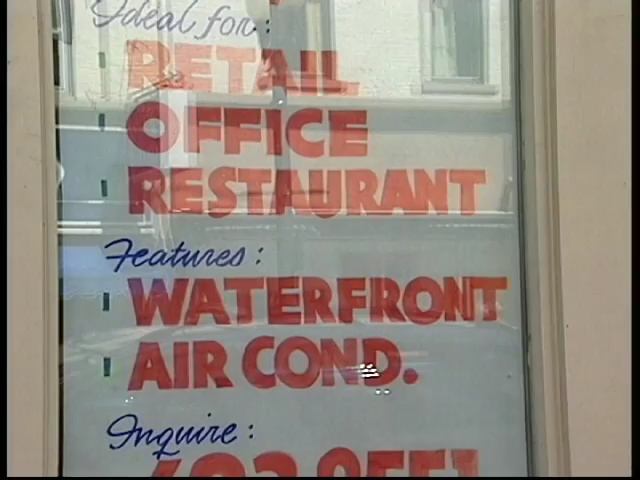 Ideal for:
- RETAIL
- OFFICE
- RESTAURANT
Features:
- WATERFRONT
- AIR COND.
Inquire: